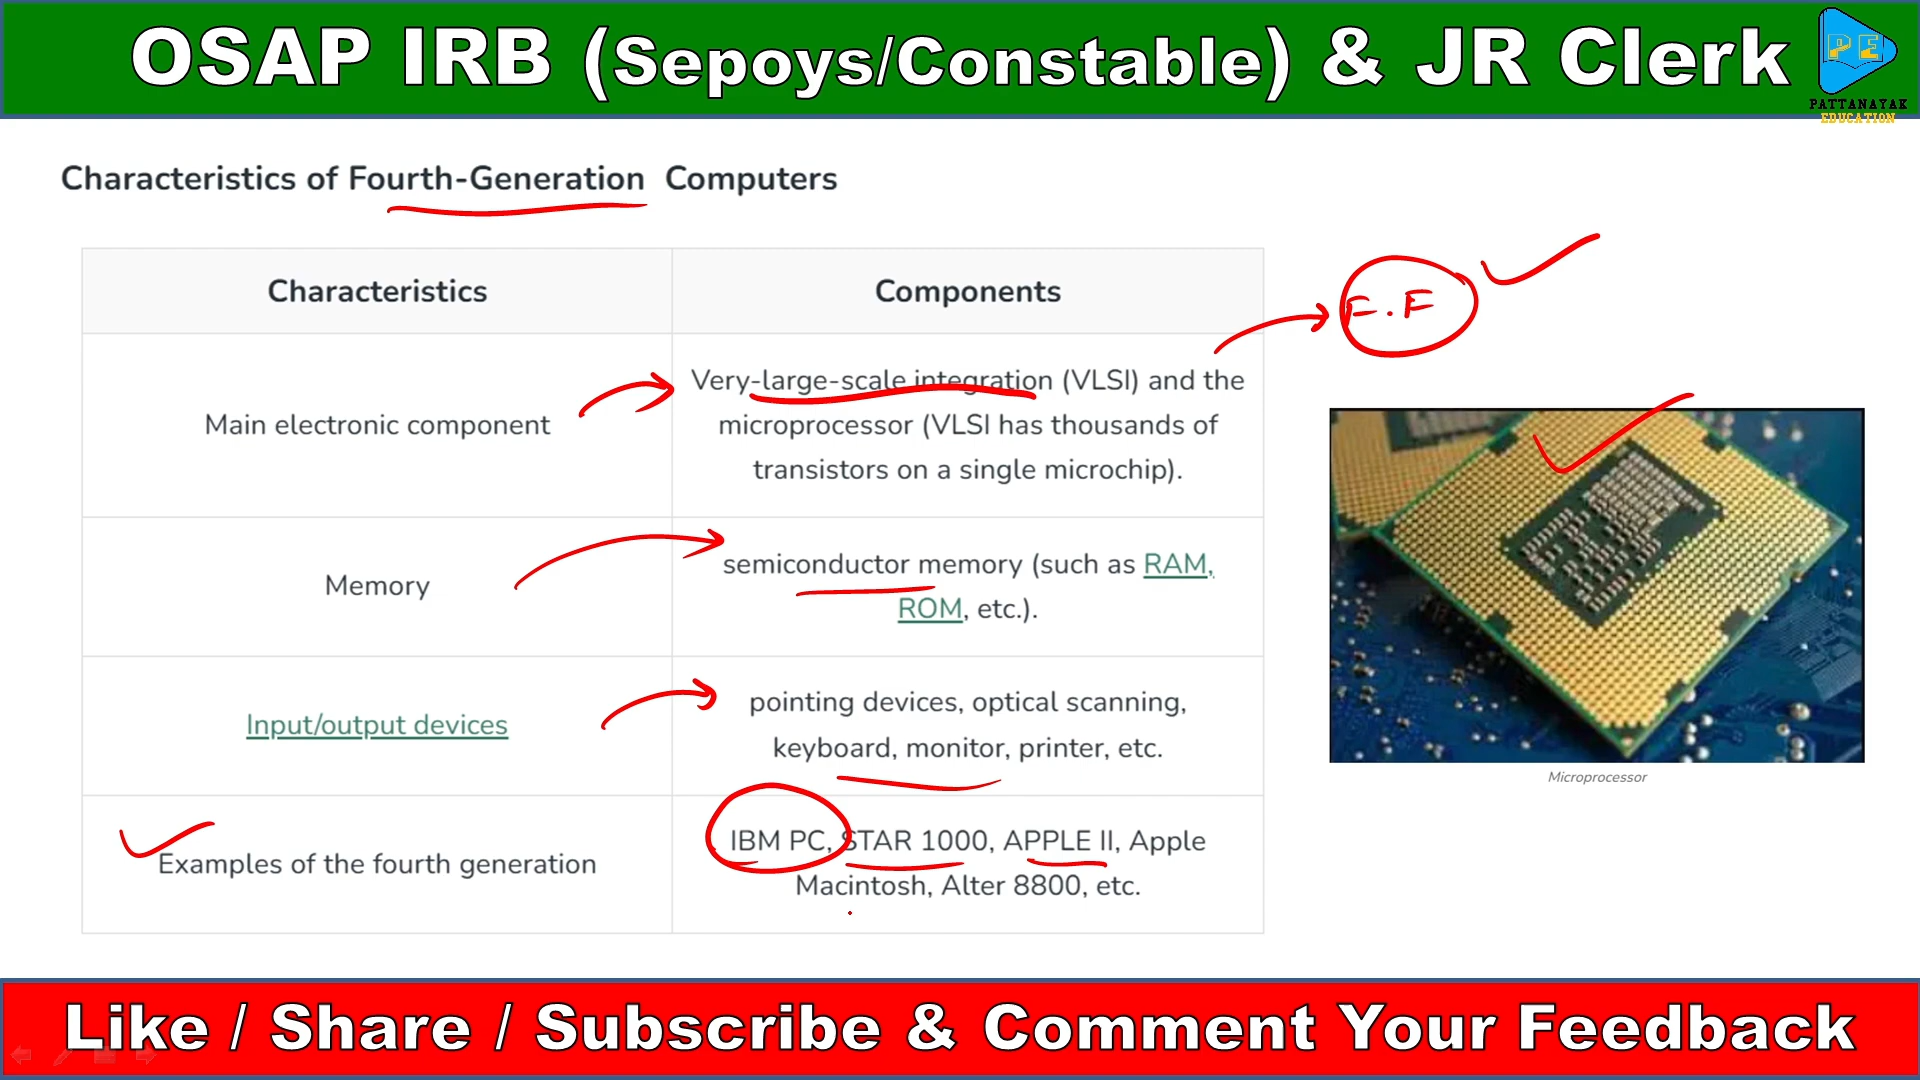 OSAP IRB (Sepoys/Constable) & JR Clerk
PE
PATTANAYAK
EDUCATION
Characteristics of Fourth-Generation Computers
Characteristics
Components
Main electronic component
Very-large-scale integration (VLSI) and the
microprocessor (VLSI has thousands of
transistors on a single microchip).
F.F
Memory
semiconductor memory (such as RAM,
ROM, etc.).
Input/output devices
pointing devices, optical scanning,
keyboard, monitor, printer, etc.
Examples of the fourth generation
IBM PC, STAR 1000, APPLE II, Apple
Macintosh, Alter 8800, etc.
Microprocessor
Like / Share / Subscribe & Comment Your Feedback